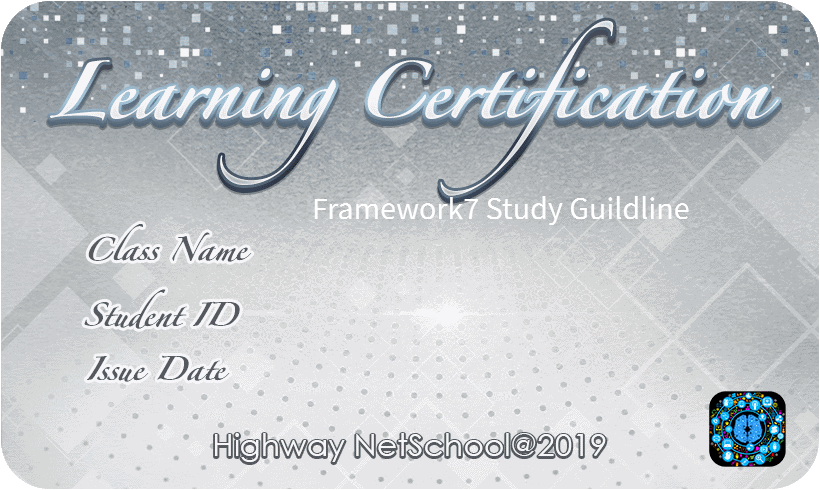 Learning Certification
Framework7 Study Guildline
Class Name
Student ID
Issue Date
Highway NetSchool@2019